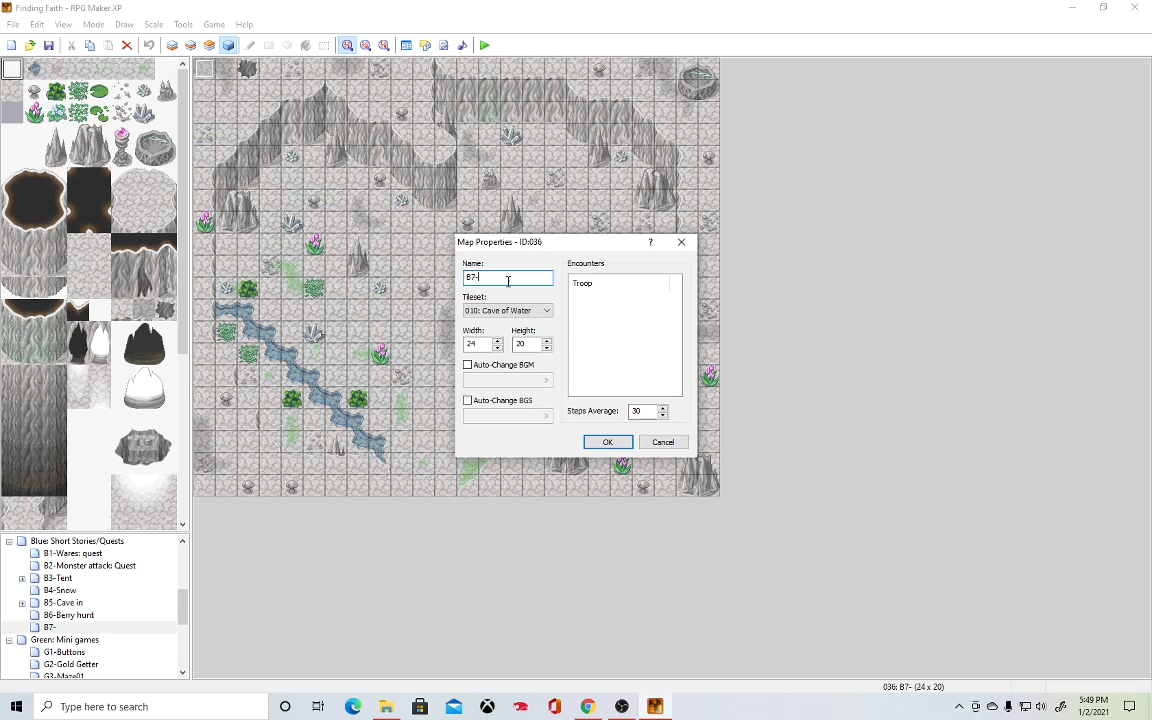 Finding Faith - RPG Maker XP
File Edit View Mode Draw Scale Tools Game Help
Map Properties - ID:036
Name:
B7-
Encounters
Troop
Tileset:
010: Cave of Water
Width: Height:
24 20
Auto-Change BGM
Auto-Change BGS
Steps Average: 30
OK Cancel
Blue: Short Stories/Quests
B1-Wares: quest
B2-Monster attack: Quest
B3-Tent
B4-Snow
B5-Cave in
B6-Berry hunt
B7-
Green: Mini games
G1-Buttons
G2-Gold Getter
G3-Maze01
036: B7- (24 x 20)
Type here to search
5:49 PM
1/2/2021